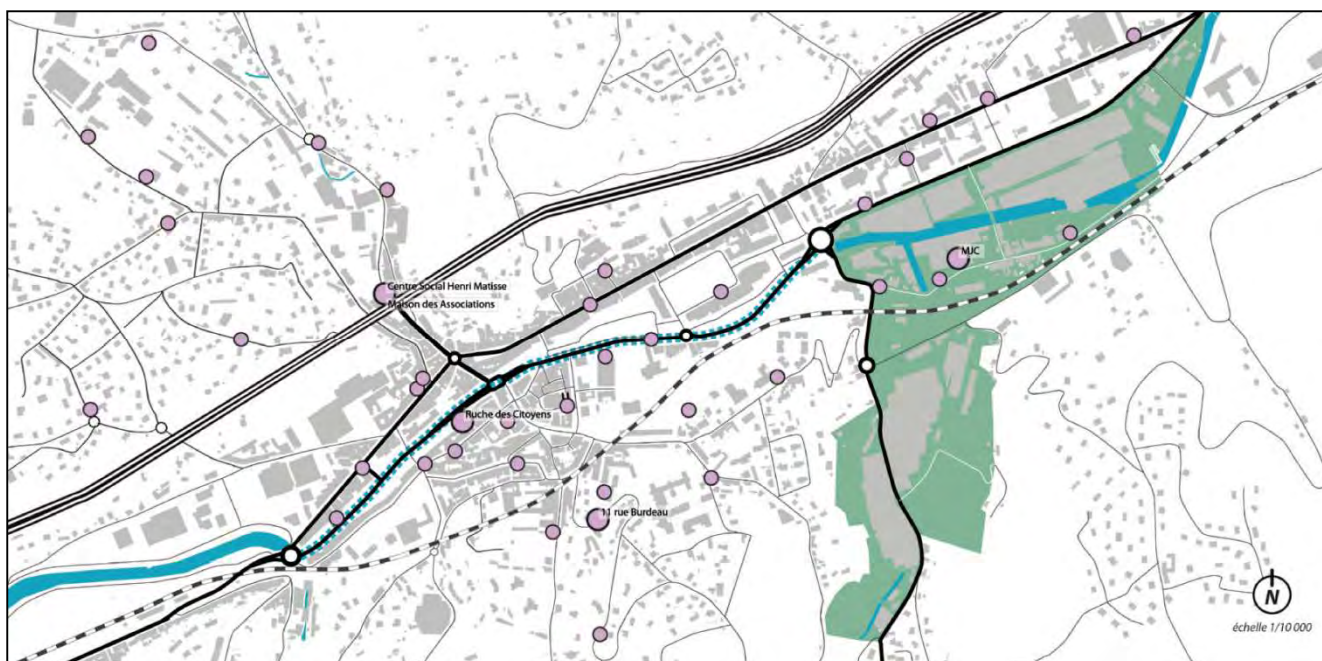 MJC
Centre Social Henri Matisse
Maison des Associations
Ruche des Citoyens
11 rue Burdeau
N
échelle 1/10 000